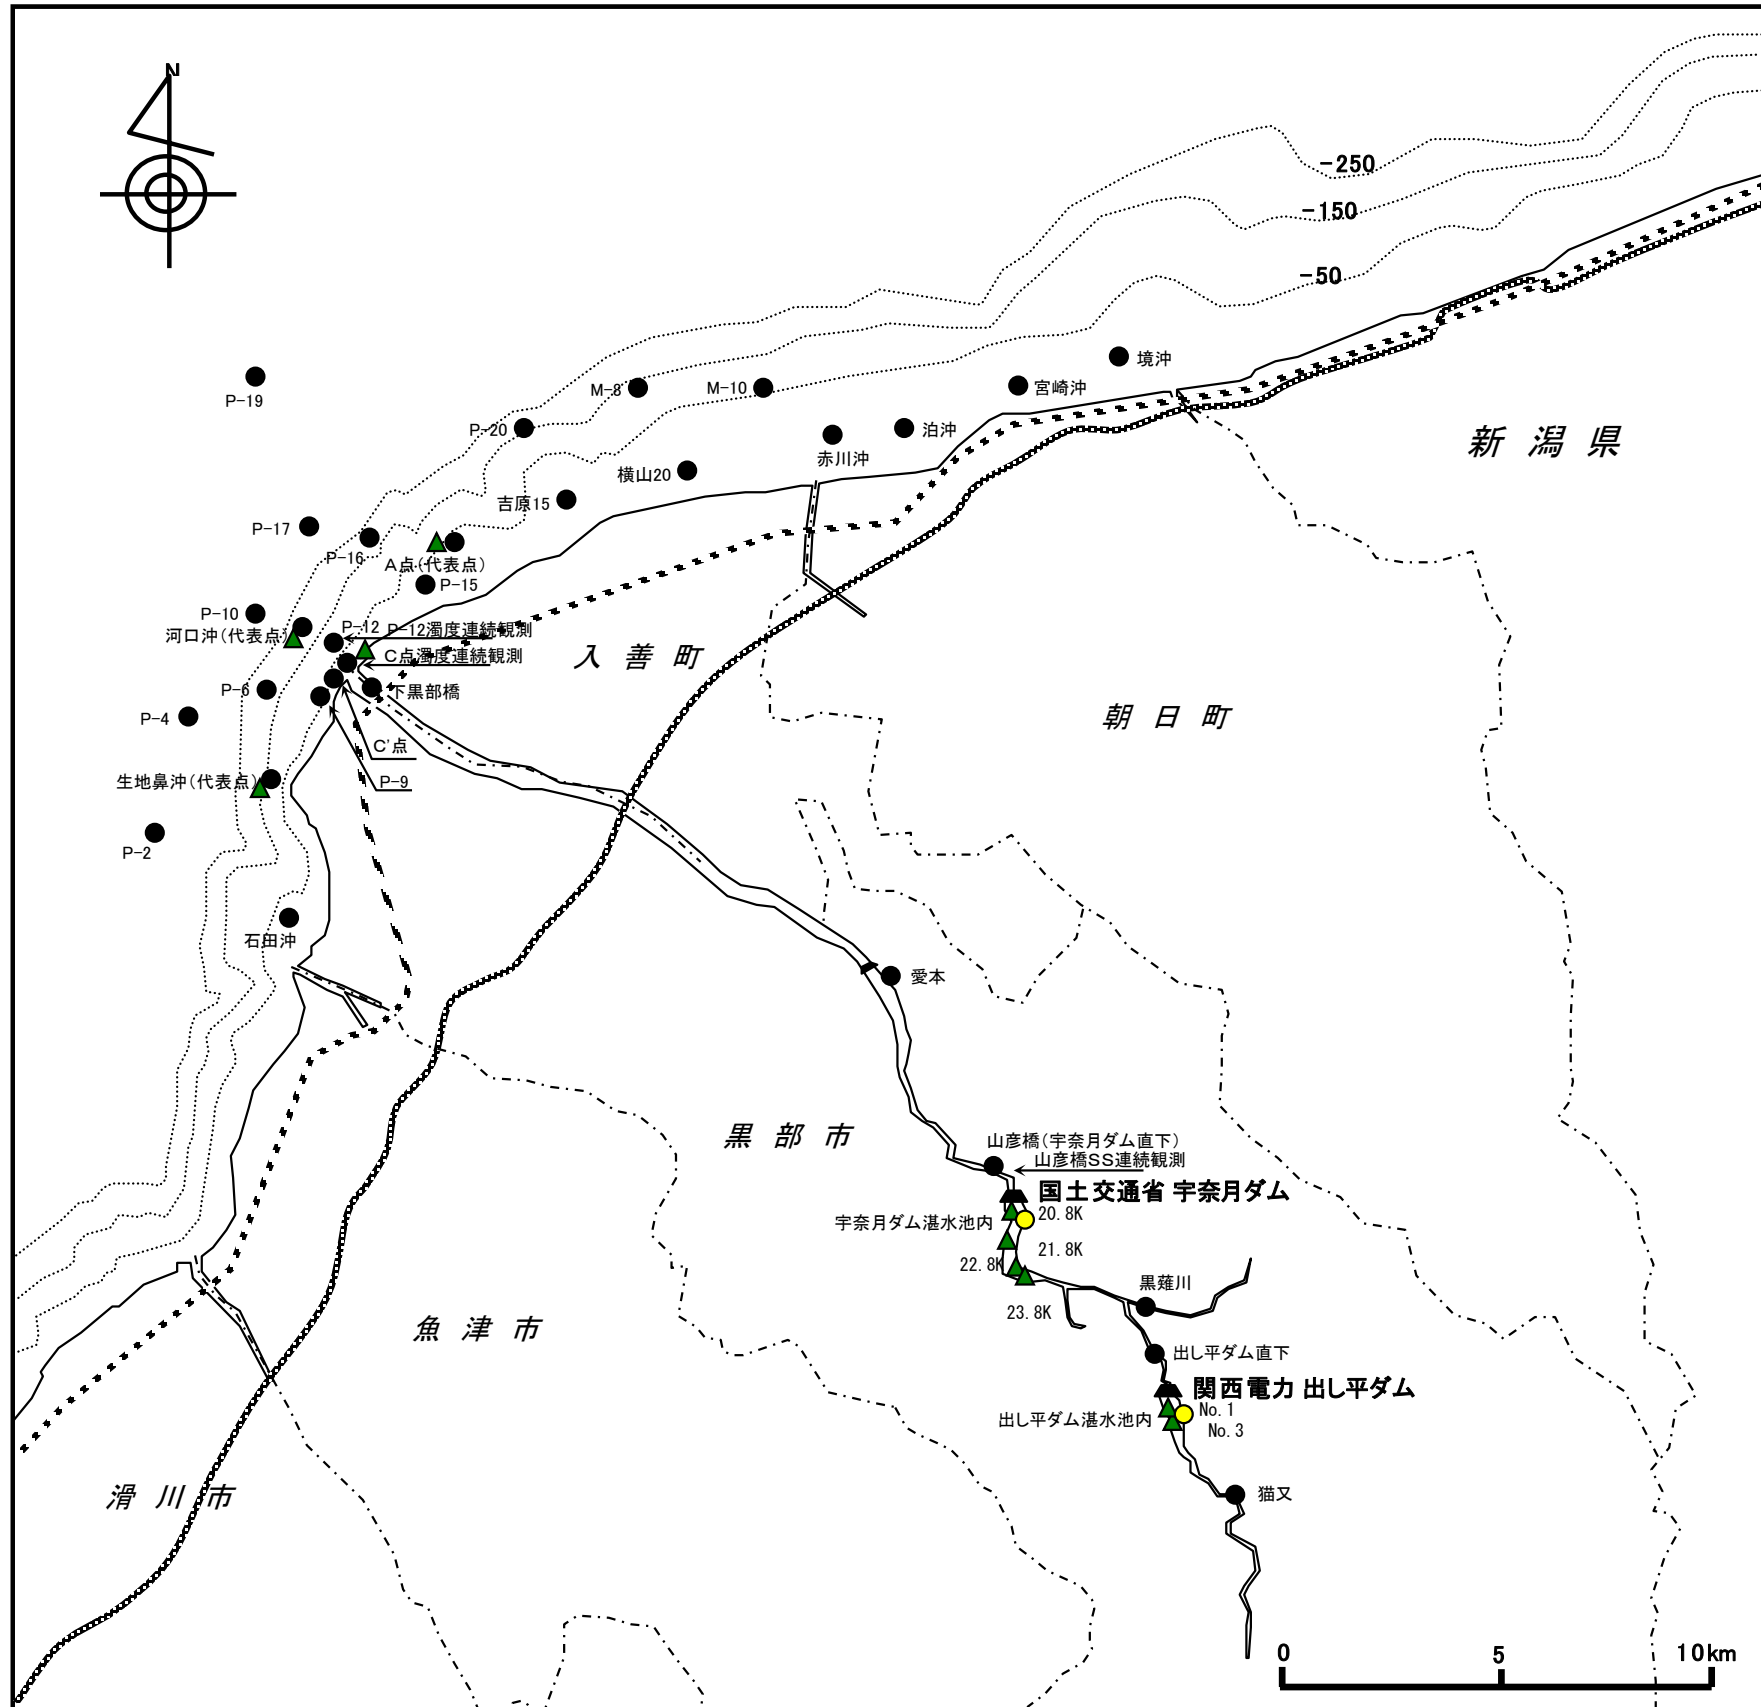 N
-250
-150
-50
境沖
宮崎沖
P-19
M-8
M-10
P-20
泊沖
赤川沖
新潟県
横山20
吉原15
P-17
P-16
A点(代表点)
P-15
P-10
河口沖(代表点)
P-12
P-12濁度連続観測
C点濁度連続観測
入善町
P-6
下黒部橋
P-4
朝日町
C'点
生地鼻沖(代表点)
P-9
P-2
石田沖
愛本
黒部市
山彦橋(宇奈月ダム直下)
山彦橋SS連続観測
国土交通省 宇奈月ダム
宇奈月ダム湛水池内
20.8K
21.8K
22.8K
黒薙川
23.8K
魚津市
出し平ダム直下
関西電力 出し平ダム
出し平ダム湛水池内
No.1
No.3
滑川市
猫又
0 5 10km